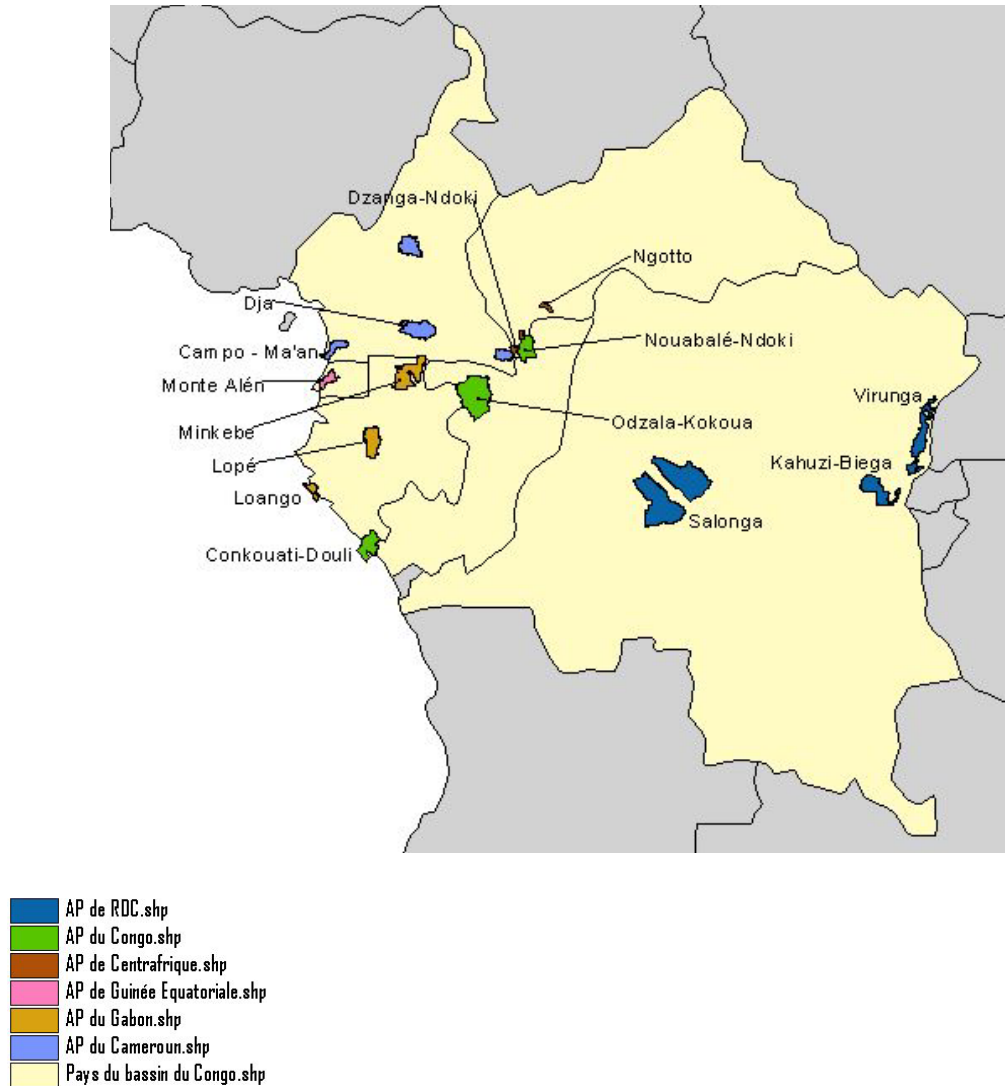 Dzanga-Ndoki
Ngotto
Dja
Nouabalé-Ndoki
Campo - Ma'an
Monte Alén
Virunga
Odzala-Kokoua
Minkebe
Kahuzi-Biega
Lopé
Loango
Salonga
Conkouati-Douli
AP de RDC.shp
AP du Congo.shp
AP de Centrafrique.shp
AP de Guinée Equatoriale.shp
AP du Gabon.shp
AP du Cameroun.shp
Pays du bassin du Congo.shp